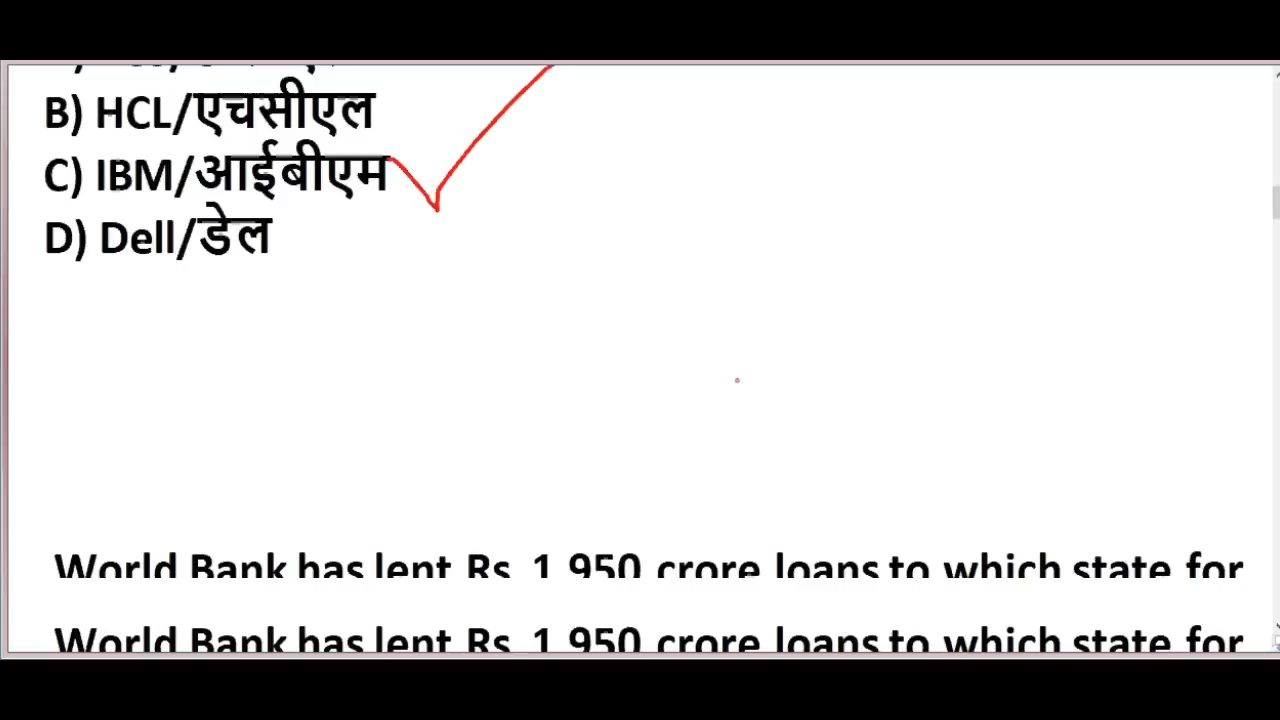 B) HCL/एचसीएल
C) IBM/आईबीएम
D) Dell/डेल
World Bank has lent Rs 1,950 crore loans to which state for
World Bank has lent Rs 1,950 crore loans to which state for